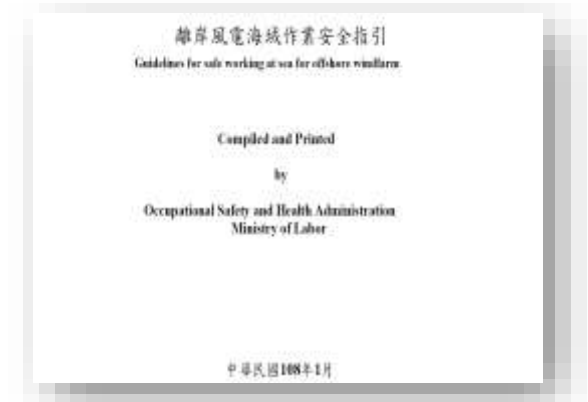 離岸風電海域作業安全指引
Guidelines for safe working at sea for offshore windfarm
Compiled and Printed
by
Occupational Safety and Health Administration
Ministry of Labor
中華民國108年1月